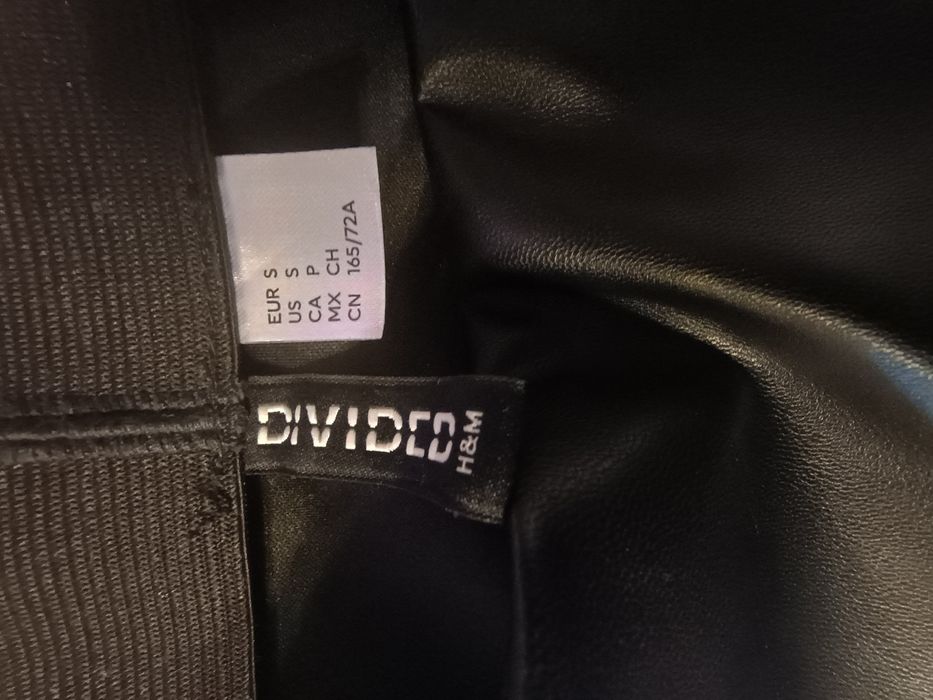 EUR S
US S
CA P
MX CH
CN 165/72A
DIVIDED
H&M